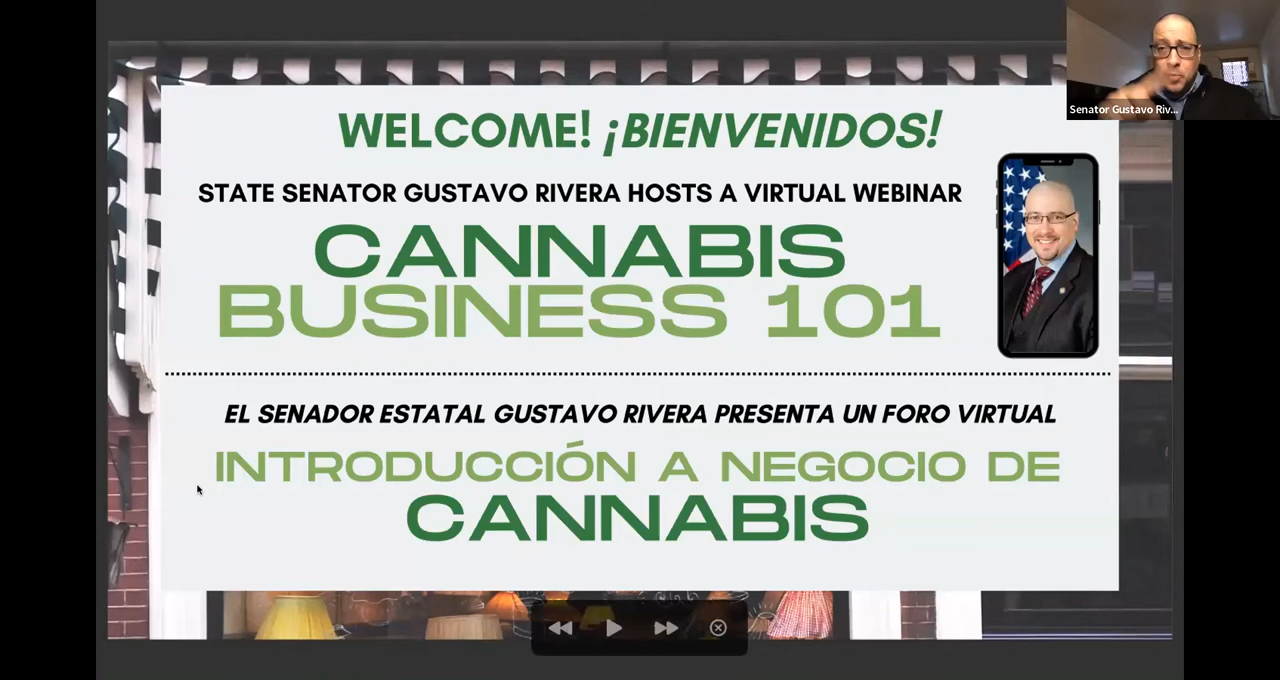 WELCOME! ¡BIENVENIDOS!
STATE SENATOR GUSTAVO RIVERA HOSTS A VIRTUAL WEBINAR
CANNABIS
BUSINESS 101
EL SENADOR ESTATAL GUSTAVO RIVERA PRESENTA UN FORO VIRTUAL
INTRODUCCIÓN A NEGOCIO DE
CANNABIS
Senator Gustavo Riv...